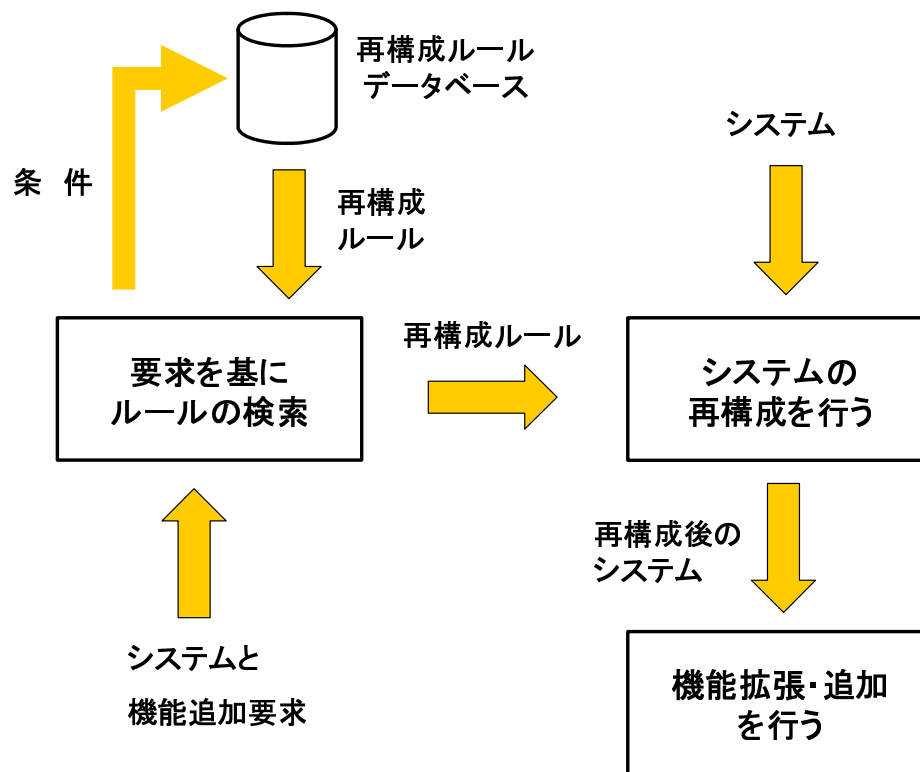 再構成ルール
データベース
システム
条 件
再構成
ルール
再構成ルール
要求を基に
ルールの検索
システムの
再構成を行う
再構成後の
システム
システムと
機能追加要求
機能拡張・追加
を行う